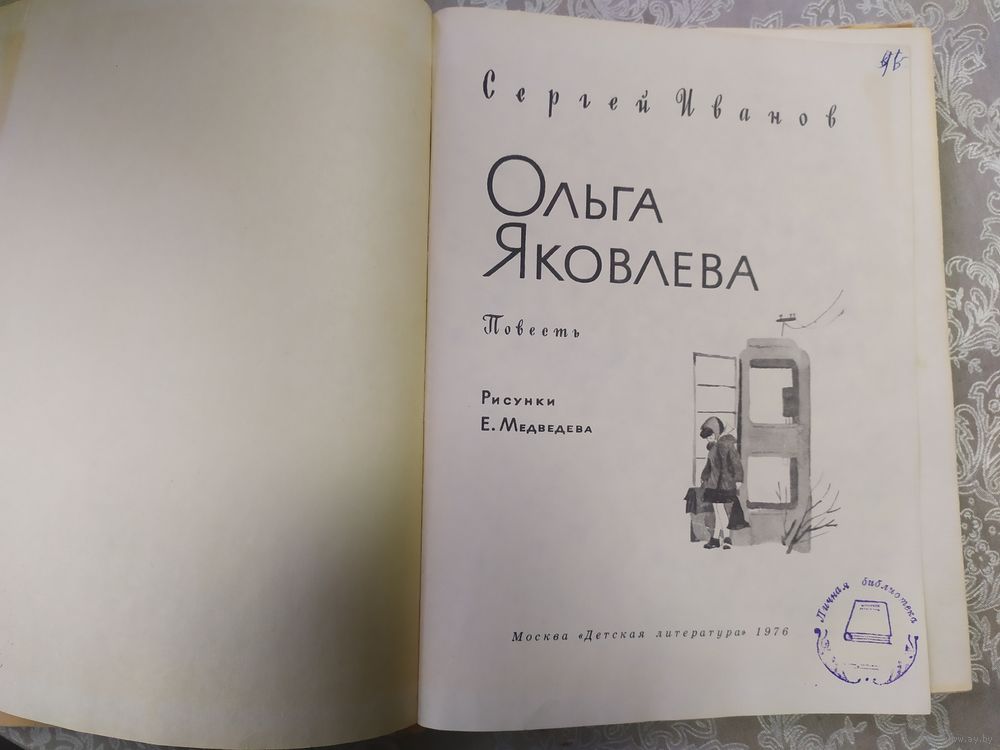 Сергей Иванов
Ольга
Яковлева
Повесть
Рисунки
Е. Медведева
Москва «Детская литература» 1976
Личная библиотека